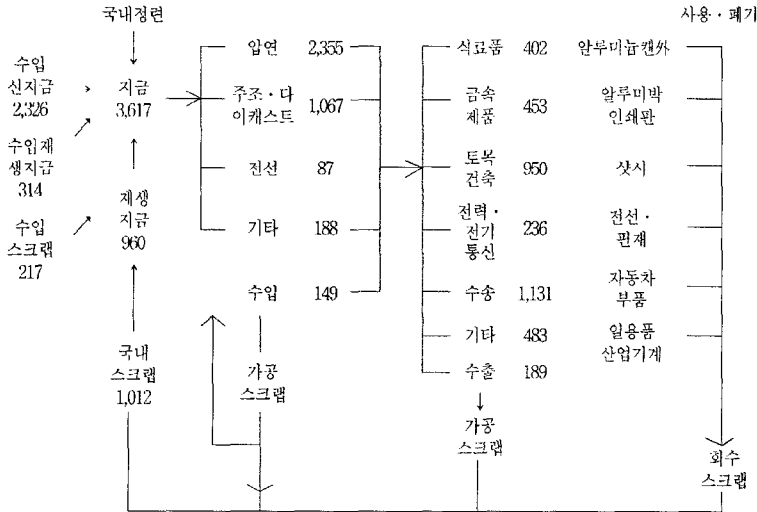 국내정련
사용·폐기
수입
신지금
2,326
지금
3,617
수입재
생지금
314
재생
지금
960
수입
스크랩
217
국내
스크랩
1,012
압연 2,355
주조·다
이캐스트 1,067
전선 87
기타 188
수입 149
가공
스크랩
식료품 402 알루미늄캔外
금속
제품 453
알루미박
인쇄판
토목
건축 950
샷시
전력·
전기
통신 236
전선·
편재
수송 1,131
자동차
부품
기타 483
일용품
산업기계
수출 189
가공
스크랩
회수
스크랩